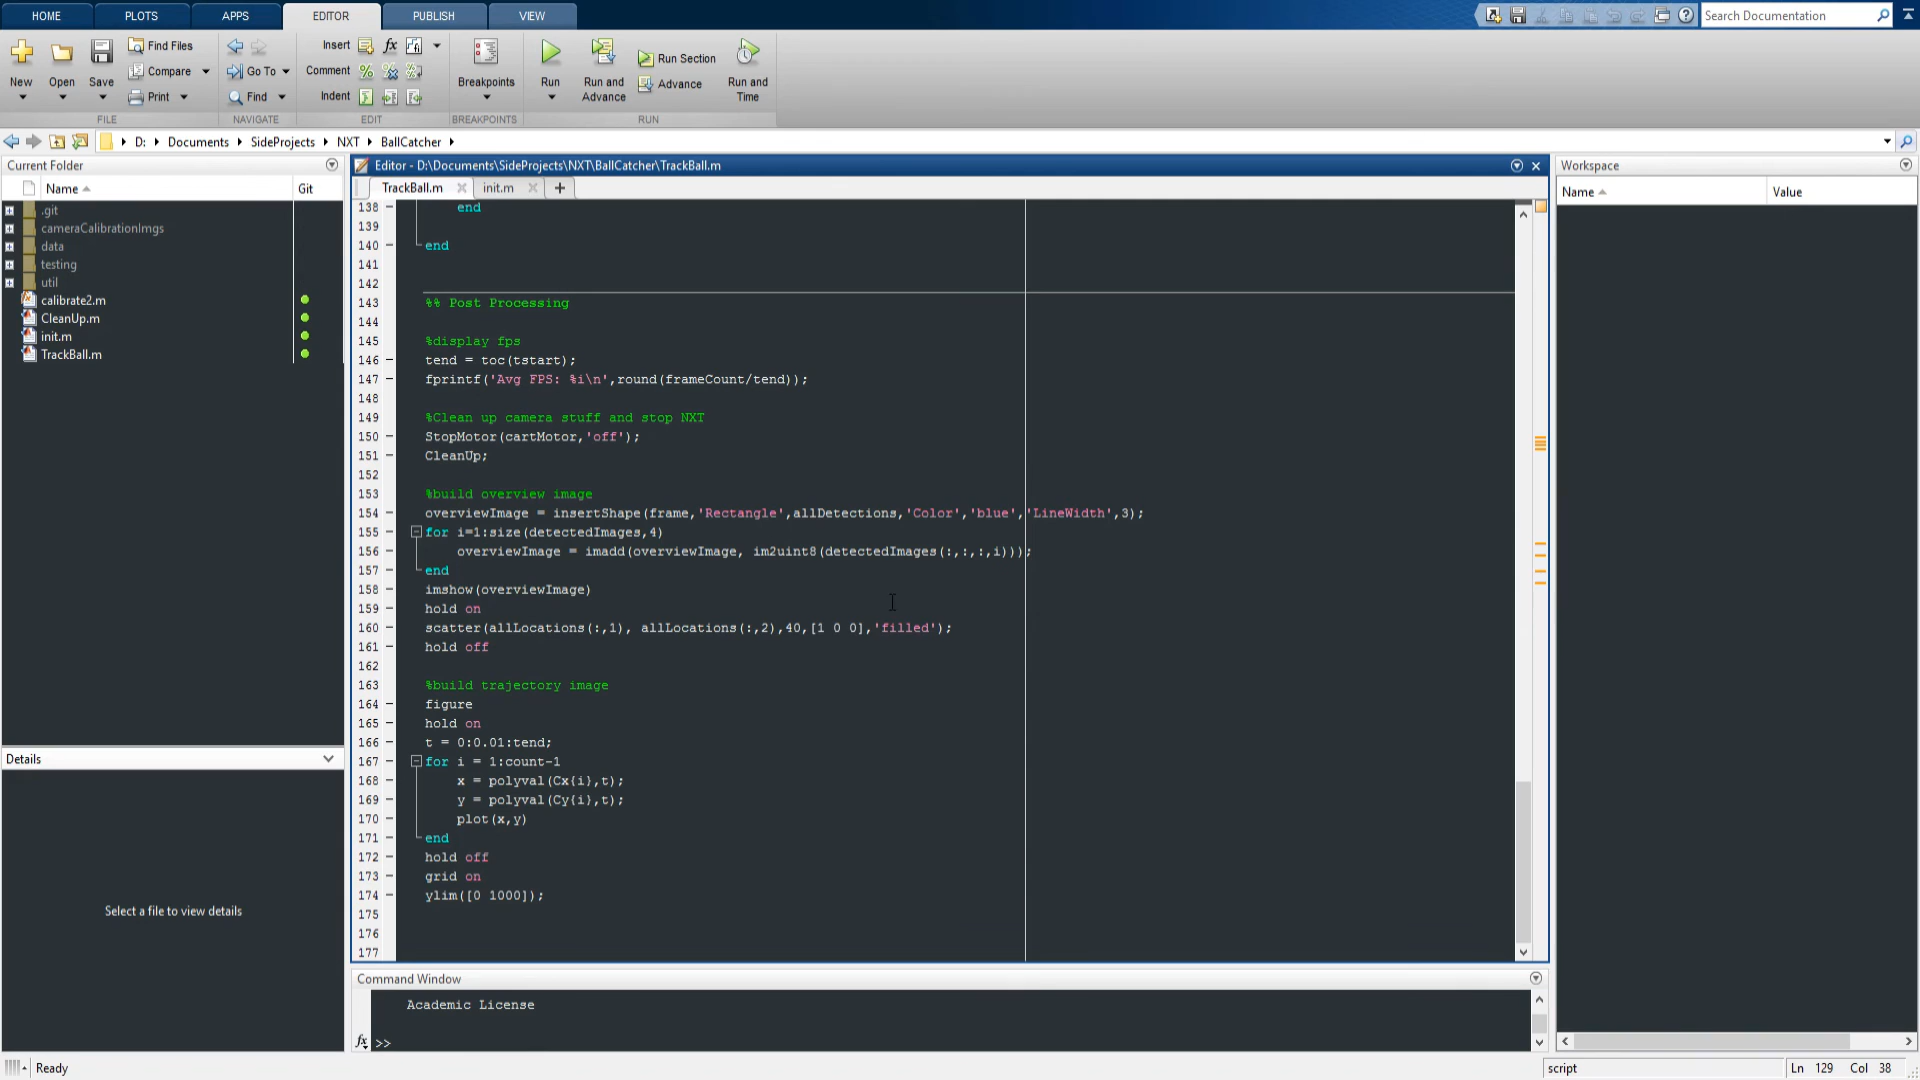 HOME PLOTS APPS EDITOR PUBLISH VIEW Search Documentation
New Open Save Find Files Compare Print Go To Find Insert fx Comment Indent Breakpoints Run Run and Advance Run Section Advance Run and Time
FILE NAVIGATE EDIT BREAKPOINTS RUN
D: Documents SideProjects NXT BallCatcher
Current Folder
Name Git
.git
cameraCalibrationImgs
data
testing
util
calibrate2.m
CleanUp.m
init.m
TrackBall.m
Details
Select a file to view details
Editor - D:\Documents\SideProjects\NXT\BallCatcher\TrackBall.m
TrackBall.m init.m
138 end
139
140 end
141
142
143 %% Post Processing
144
145 %display fps
146 tend = toc(tstart);
147 fprintf('Avg FPS: %i\n',round(frameCount/tend));
148
149 %Clean up camera stuff and stop NXT
150 StopMotor(cartMotor,'off');
151 CleanUp;
152
153 %build overview image
154 overviewImage = insertShape(frame,'Rectangle',allDetections,'Color','blue','LineWidth',3);
155 for i=1:size(detectedImages,4)
156 overviewImage = imadd(overviewImage, im2uint8(detectedImages(:,:,:,i)));
157 end
158 imshow(overviewImage)
159 hold on
160 scatter(allLocations(:,1), allLocations(:,2),40,[1 0 0],'filled');
161 hold off
162
163 %build trajectory image
164 figure
165 hold on
166 t = 0:0.01:tend;
167 for i = 1:count-1
168 x = polyval(Cx{i},t);
169 y = polyval(Cy{i},t);
170 plot(x,y)
171 end
172 hold off
173 grid on
174 ylim([0 1000]);
175
176
177
Command Window
Academic License
fx >>
Workspace
Name Value
Ready script Ln 129 Col 38